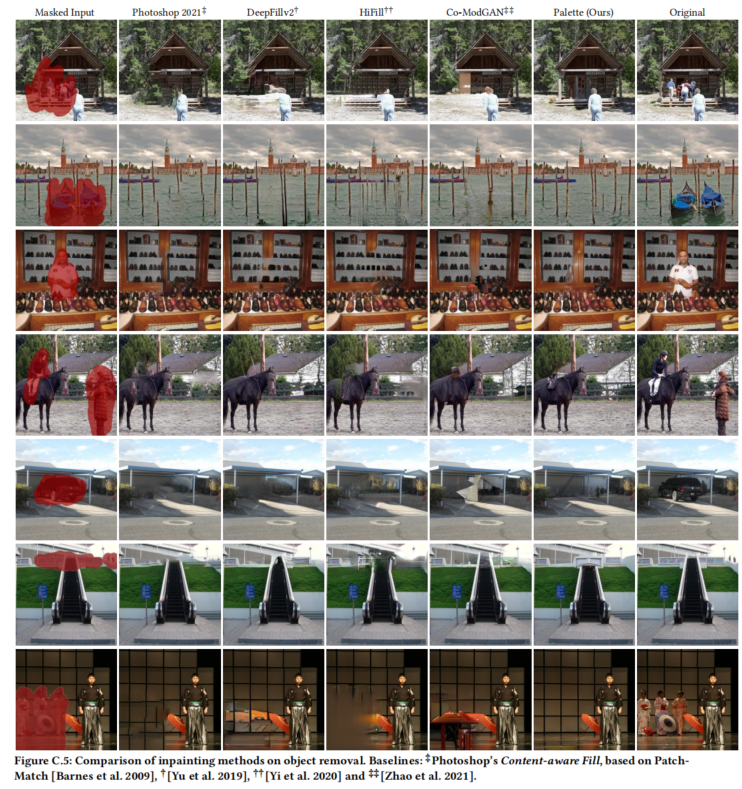 Masked Input Photoshop 2021‡ DeepFillv2† HiFill†† Co-ModGAN‡‡ Palette (Ours) Original
Figure C.5: Comparison of inpainting methods on object removal. Baselines: ‡Photoshop's Content-aware Fill, based on Patch-
Match [Barnes et al. 2009], †[Yu et al. 2019], ††[Yi et al. 2020] and ‡‡[Zhao et al. 2021].